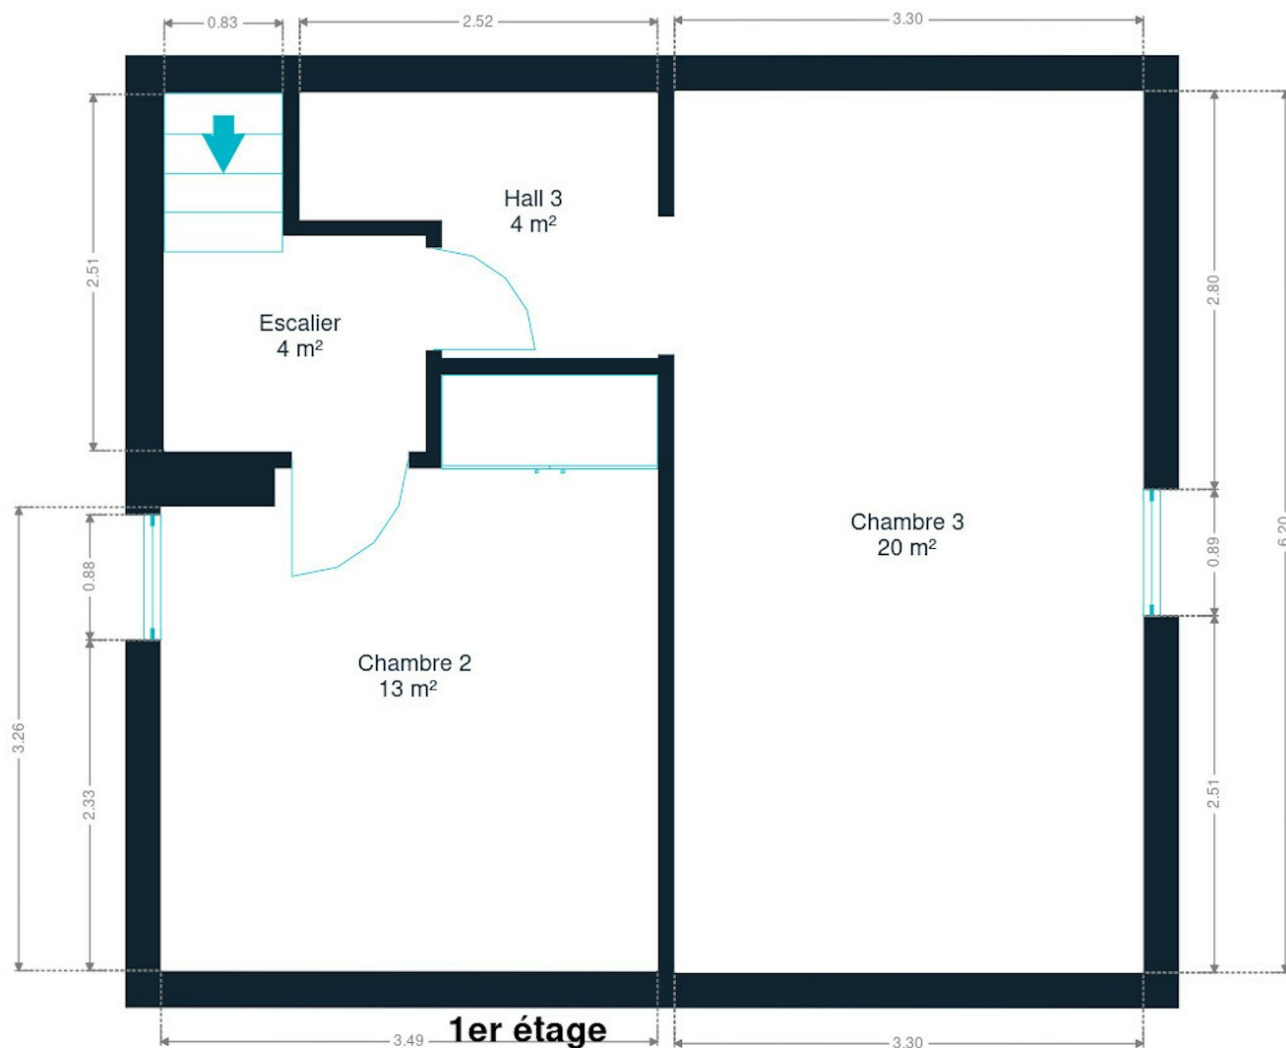 0.83
2.52
3.30
Hall 3
4 m²
2.51
2.80
Escalier
4 m²
Chambre 3
20 m²
0.88
0.89
6.20
Chambre 2
13 m²
3.26
2.33
2.51
1er étage
3.49
3.30